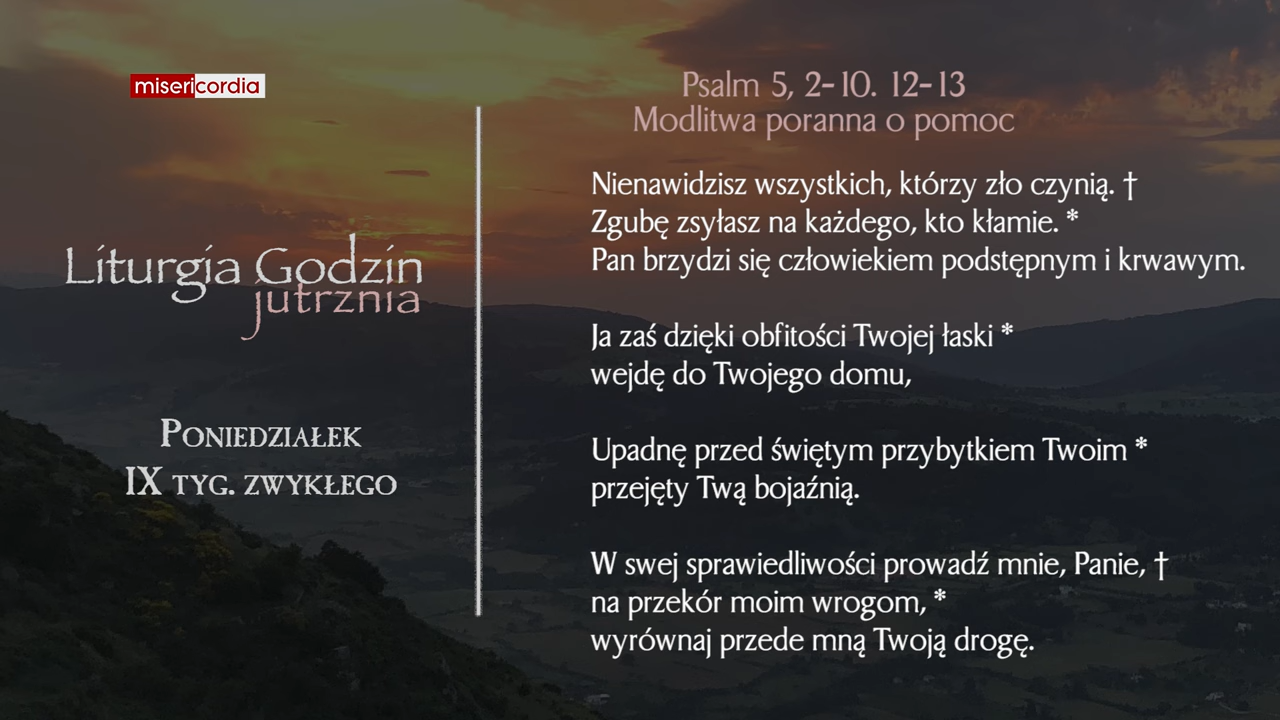 misericordia
Liturgia Godzin
jutrznia
Poniedziałek
IX tyg. zwykłego
Psalm 5, 2-10. 12-13
Modlitwa poranna o pomoc
Nienawidzisz wszystkich, którzy zło czynią. †
Zgubę zsyłasz na każdego, kto kłamie. *
Pan brzydzi się człowiekiem podstępnym i krwawym.
Ja zaś dzięki obfitości Twojej łaski *
wejdę do Twojego domu,
Upadnę przed świętym przybytkiem Twoim *
przejęty Twą bojaźnią.
W swej sprawiedliwości prowadź mnie, Panie, †
na przekór moim wrogom, *
wyrównaj przede mną Twoją drogę.